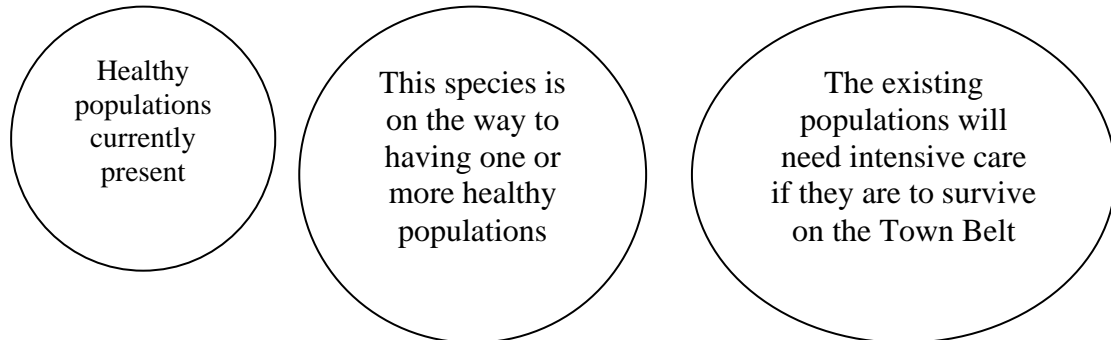 Healthy
populations
currently
present
This species is
on the way to
having one or
more healthy
populations
The existing
populations will
need intensive care
if they are to survive
on the Town Belt